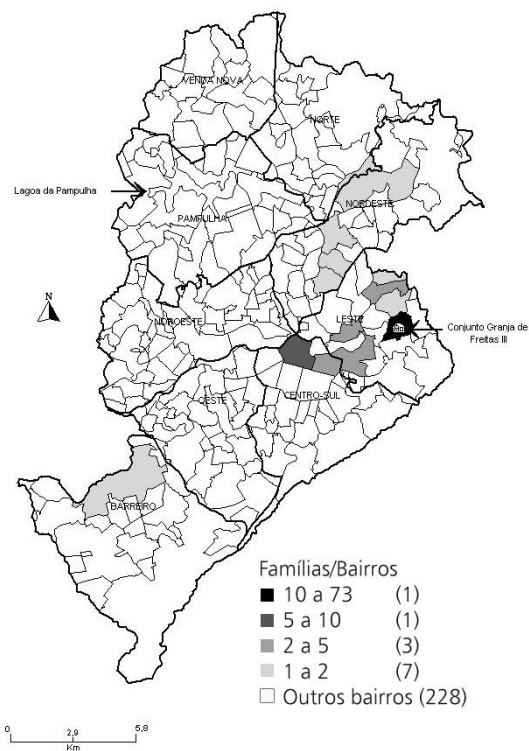 VENDA NOVA
NORTE
Lagoa da Pampulha
NORDESTE
PAMPULHA
N
LESTE
NOROESTE
Conjunto Granja de
Freitas III
OESTE
CENTRO-SUL
BARREIRO
Famílias/Bairros
10 a 73 (1)
5 a 10 (1)
2 a 5 (3)
1 a 2 (7)
Outros bairros (228)
0 2,9 5,8
Km